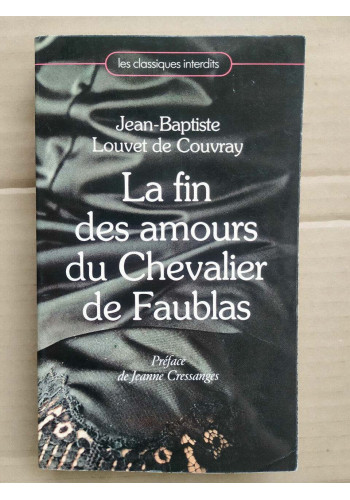 les classiques interdits
Jean-Baptiste
Louvet de Couvray
La fin
des amours
du Chevalier
de Faublas
Préface
de Jeanne Cressanges